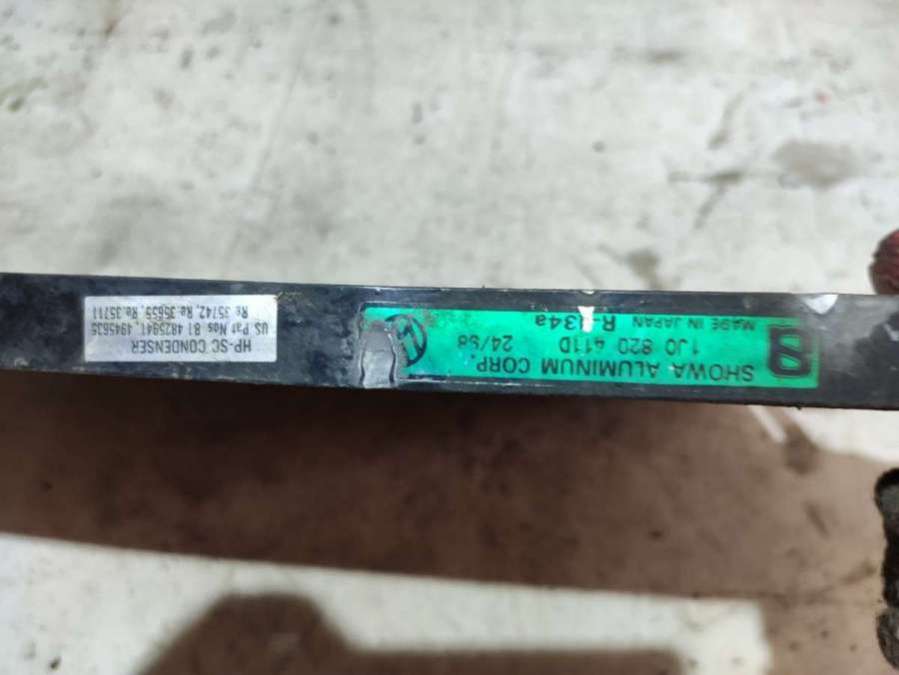 SHOWA ALUMINUM CORP.
1J0 820 411D 24/98
R-134a
MADE IN JAPAN
HP-SC CONDENSER
US Pat Nos B1 4825941, 4945635
Re. 35742, Re. 35655, Re. 35711